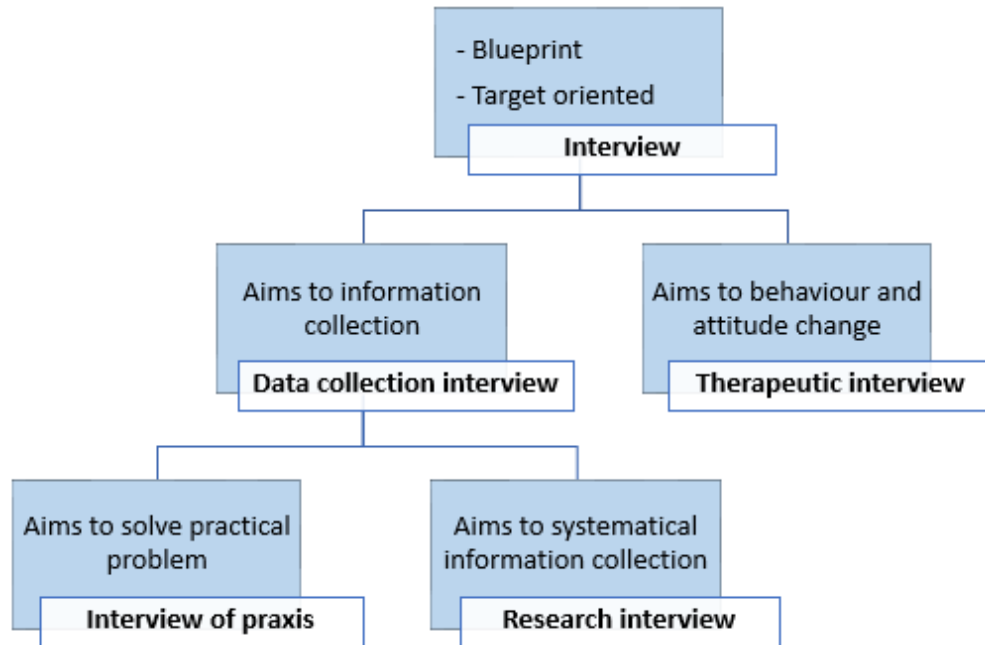 - Blueprint
- Target oriented
Interview
Aims to information
collection
Data collection interview
Aims to behaviour and
attitude change
Therapeutic interview
Aims to solve practical
problem
Interview of praxis
Aims to systematical
information collection
Research interview